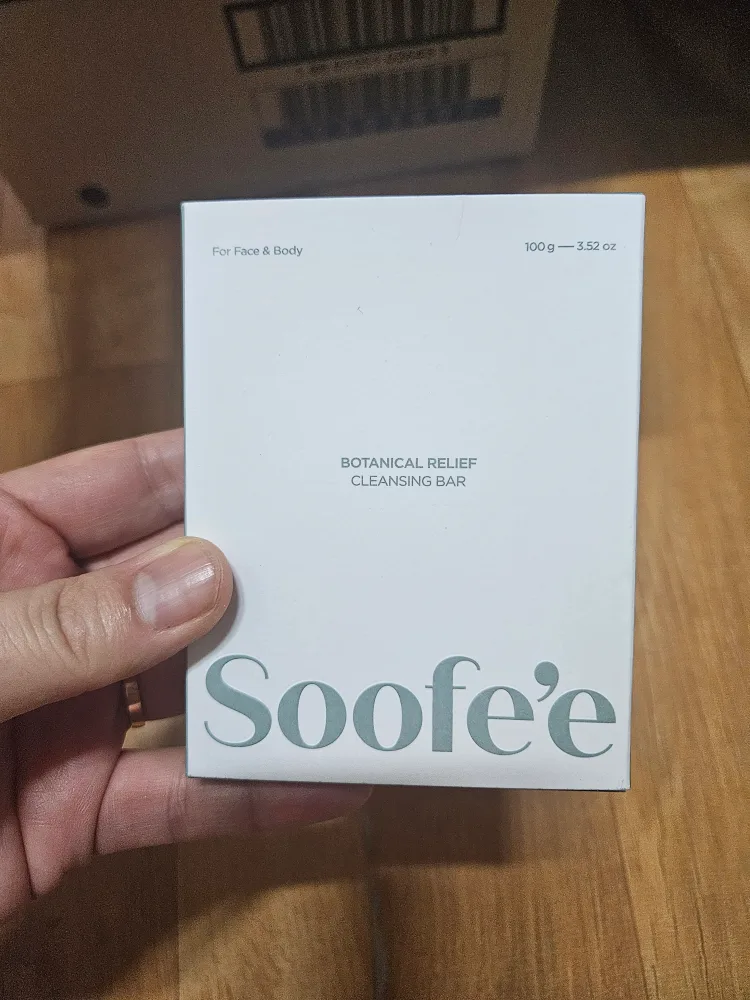 For Face & Body
100 g — 3.52 oz
BOTANICAL RELIEF
CLEANSING BAR
Soofe’e